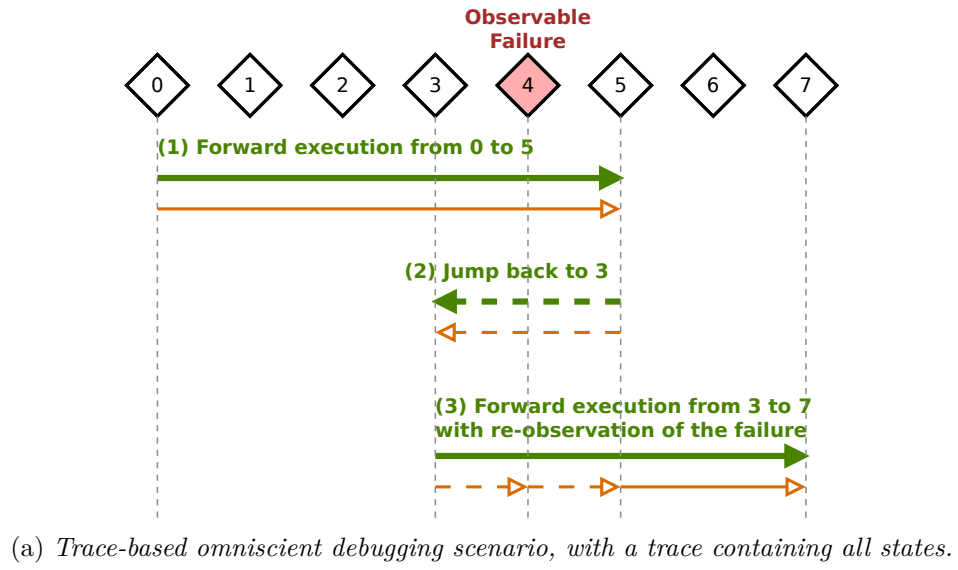 Observable
Failure
0 1 2 3 4 5 6 7
(1) Forward execution from 0 to 5
(2) Jump back to 3
(3) Forward execution from 3 to 7
with re-observation of the failure
(a) Trace-based omniscient debugging scenario, with a trace containing all states.